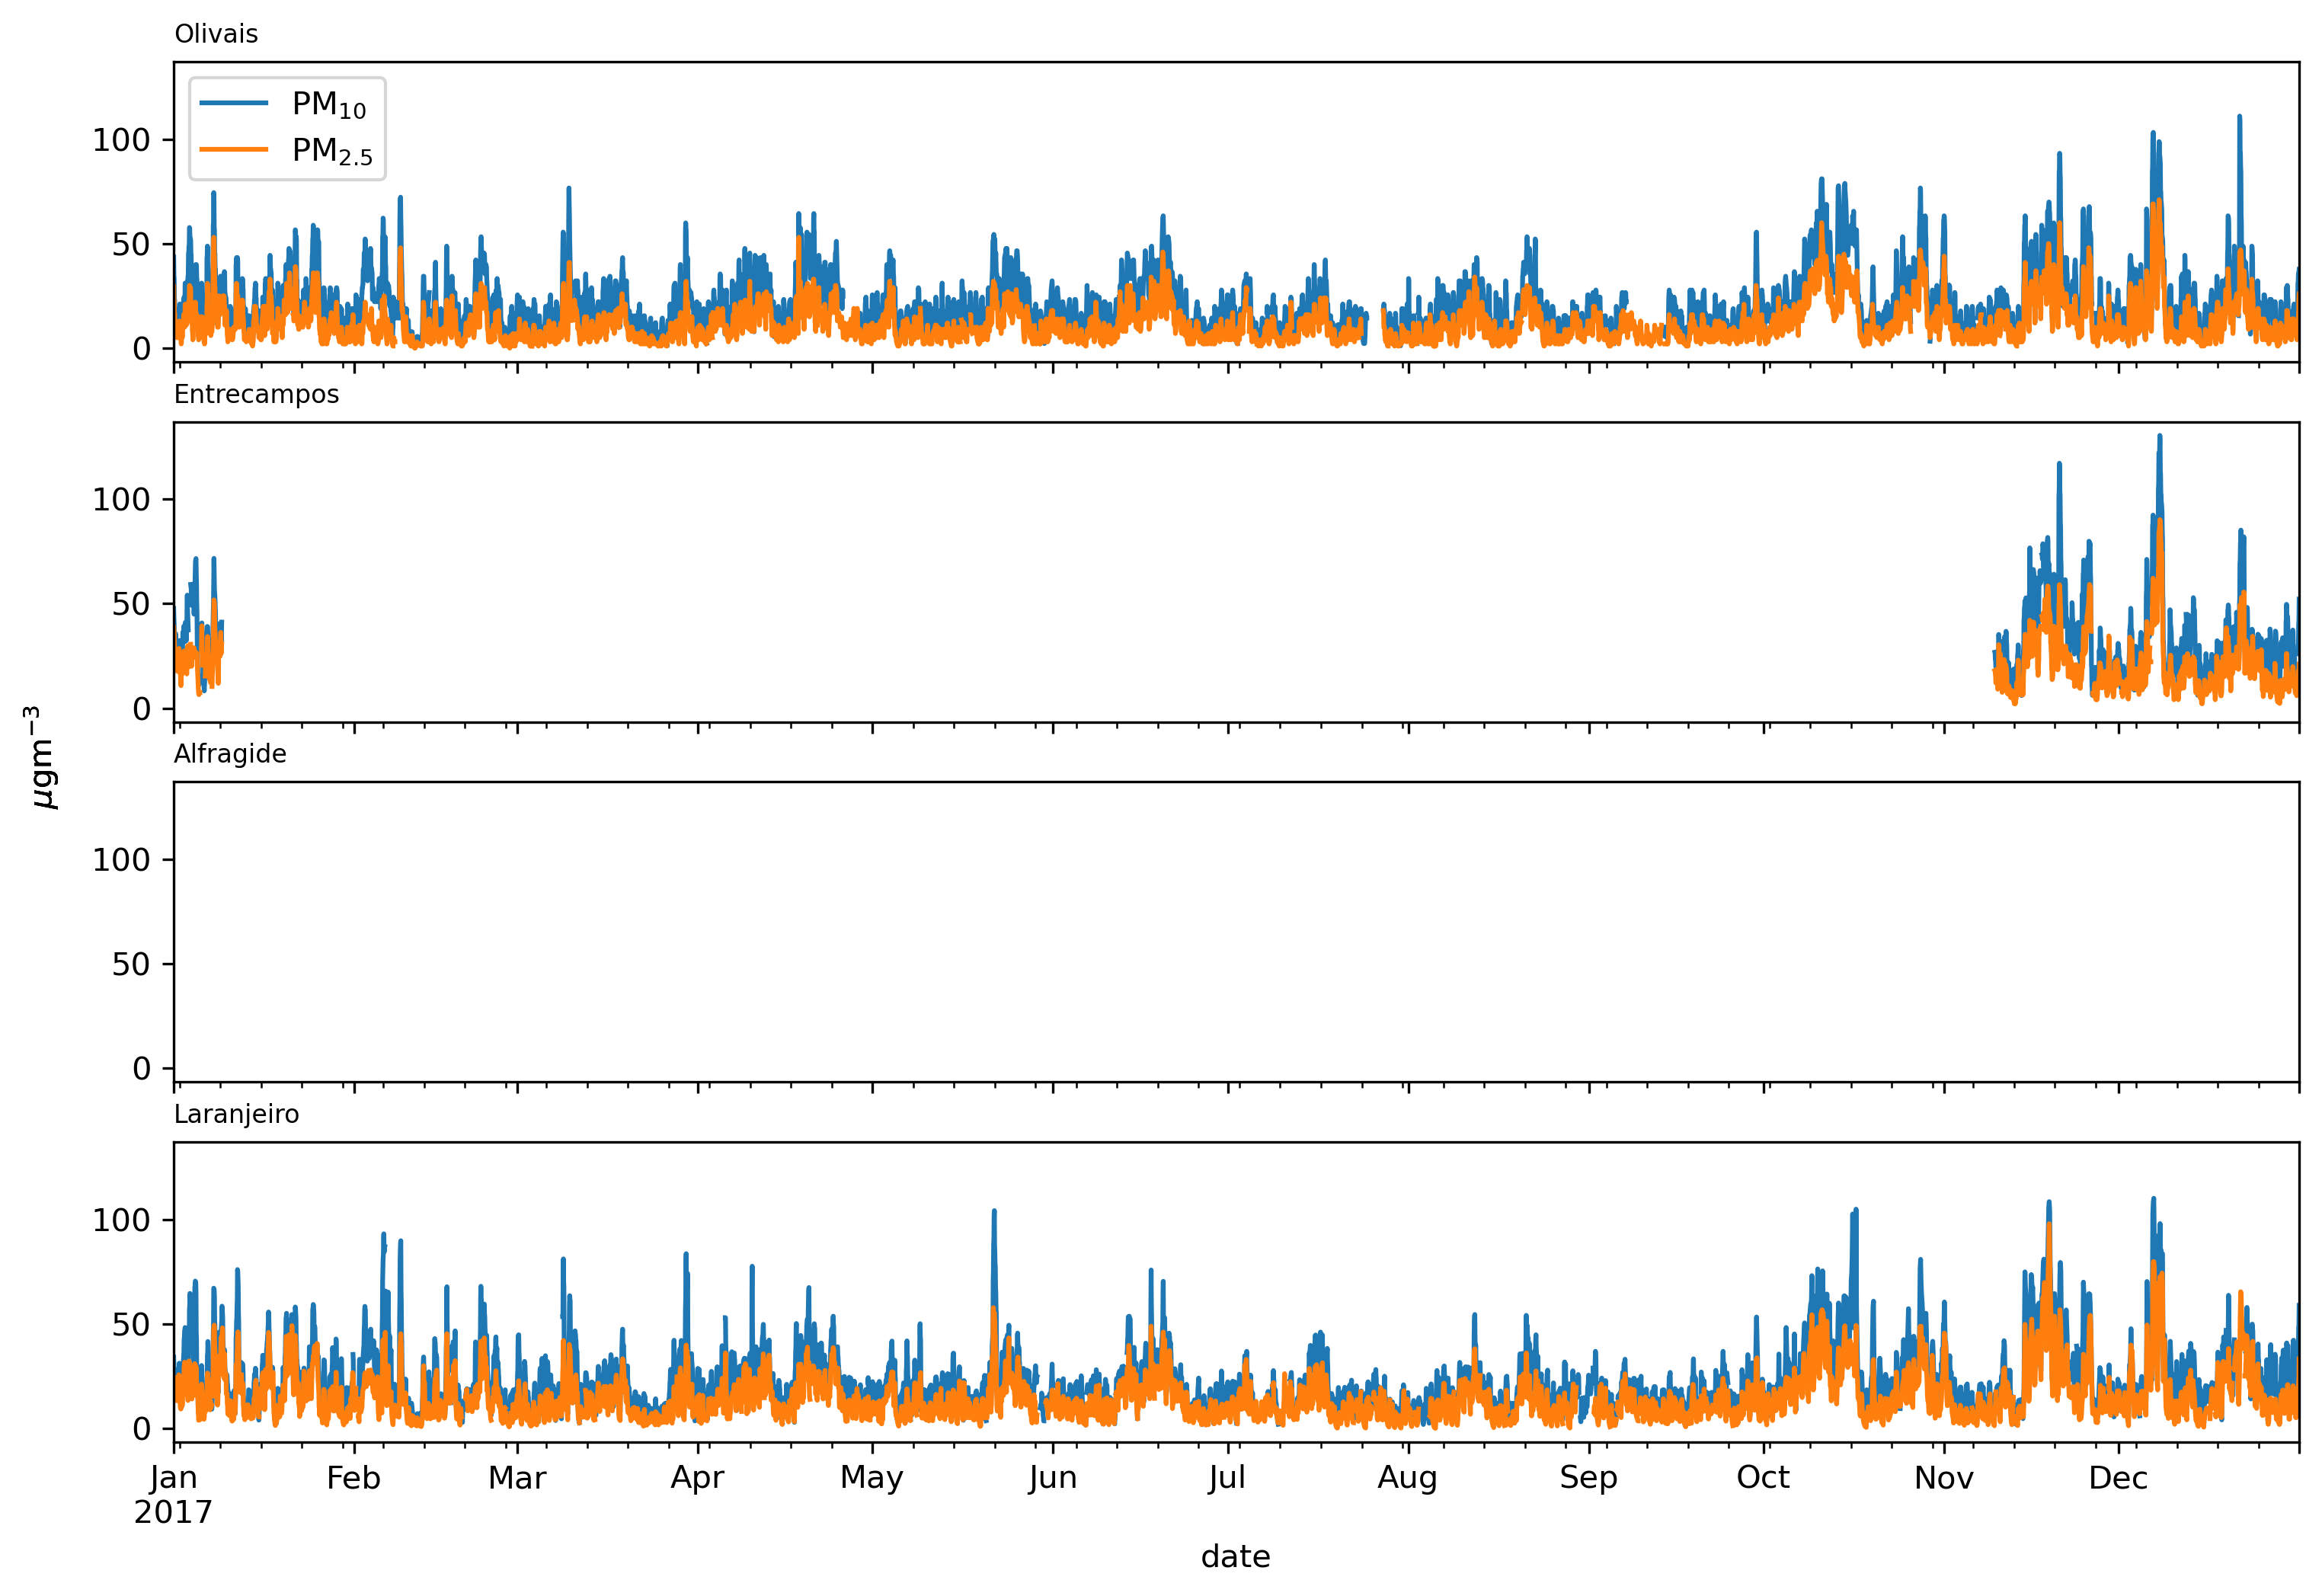 Olivais
PM₁₀
PM₂.₅
100
50
0
Entrecampos
100
50
0
μgm⁻³
Alfragide
100
50
0
Laranjeiro
100
50
0
Jan Feb Mar Apr May Jun Jul Aug Sep Oct Nov Dec
2017
date